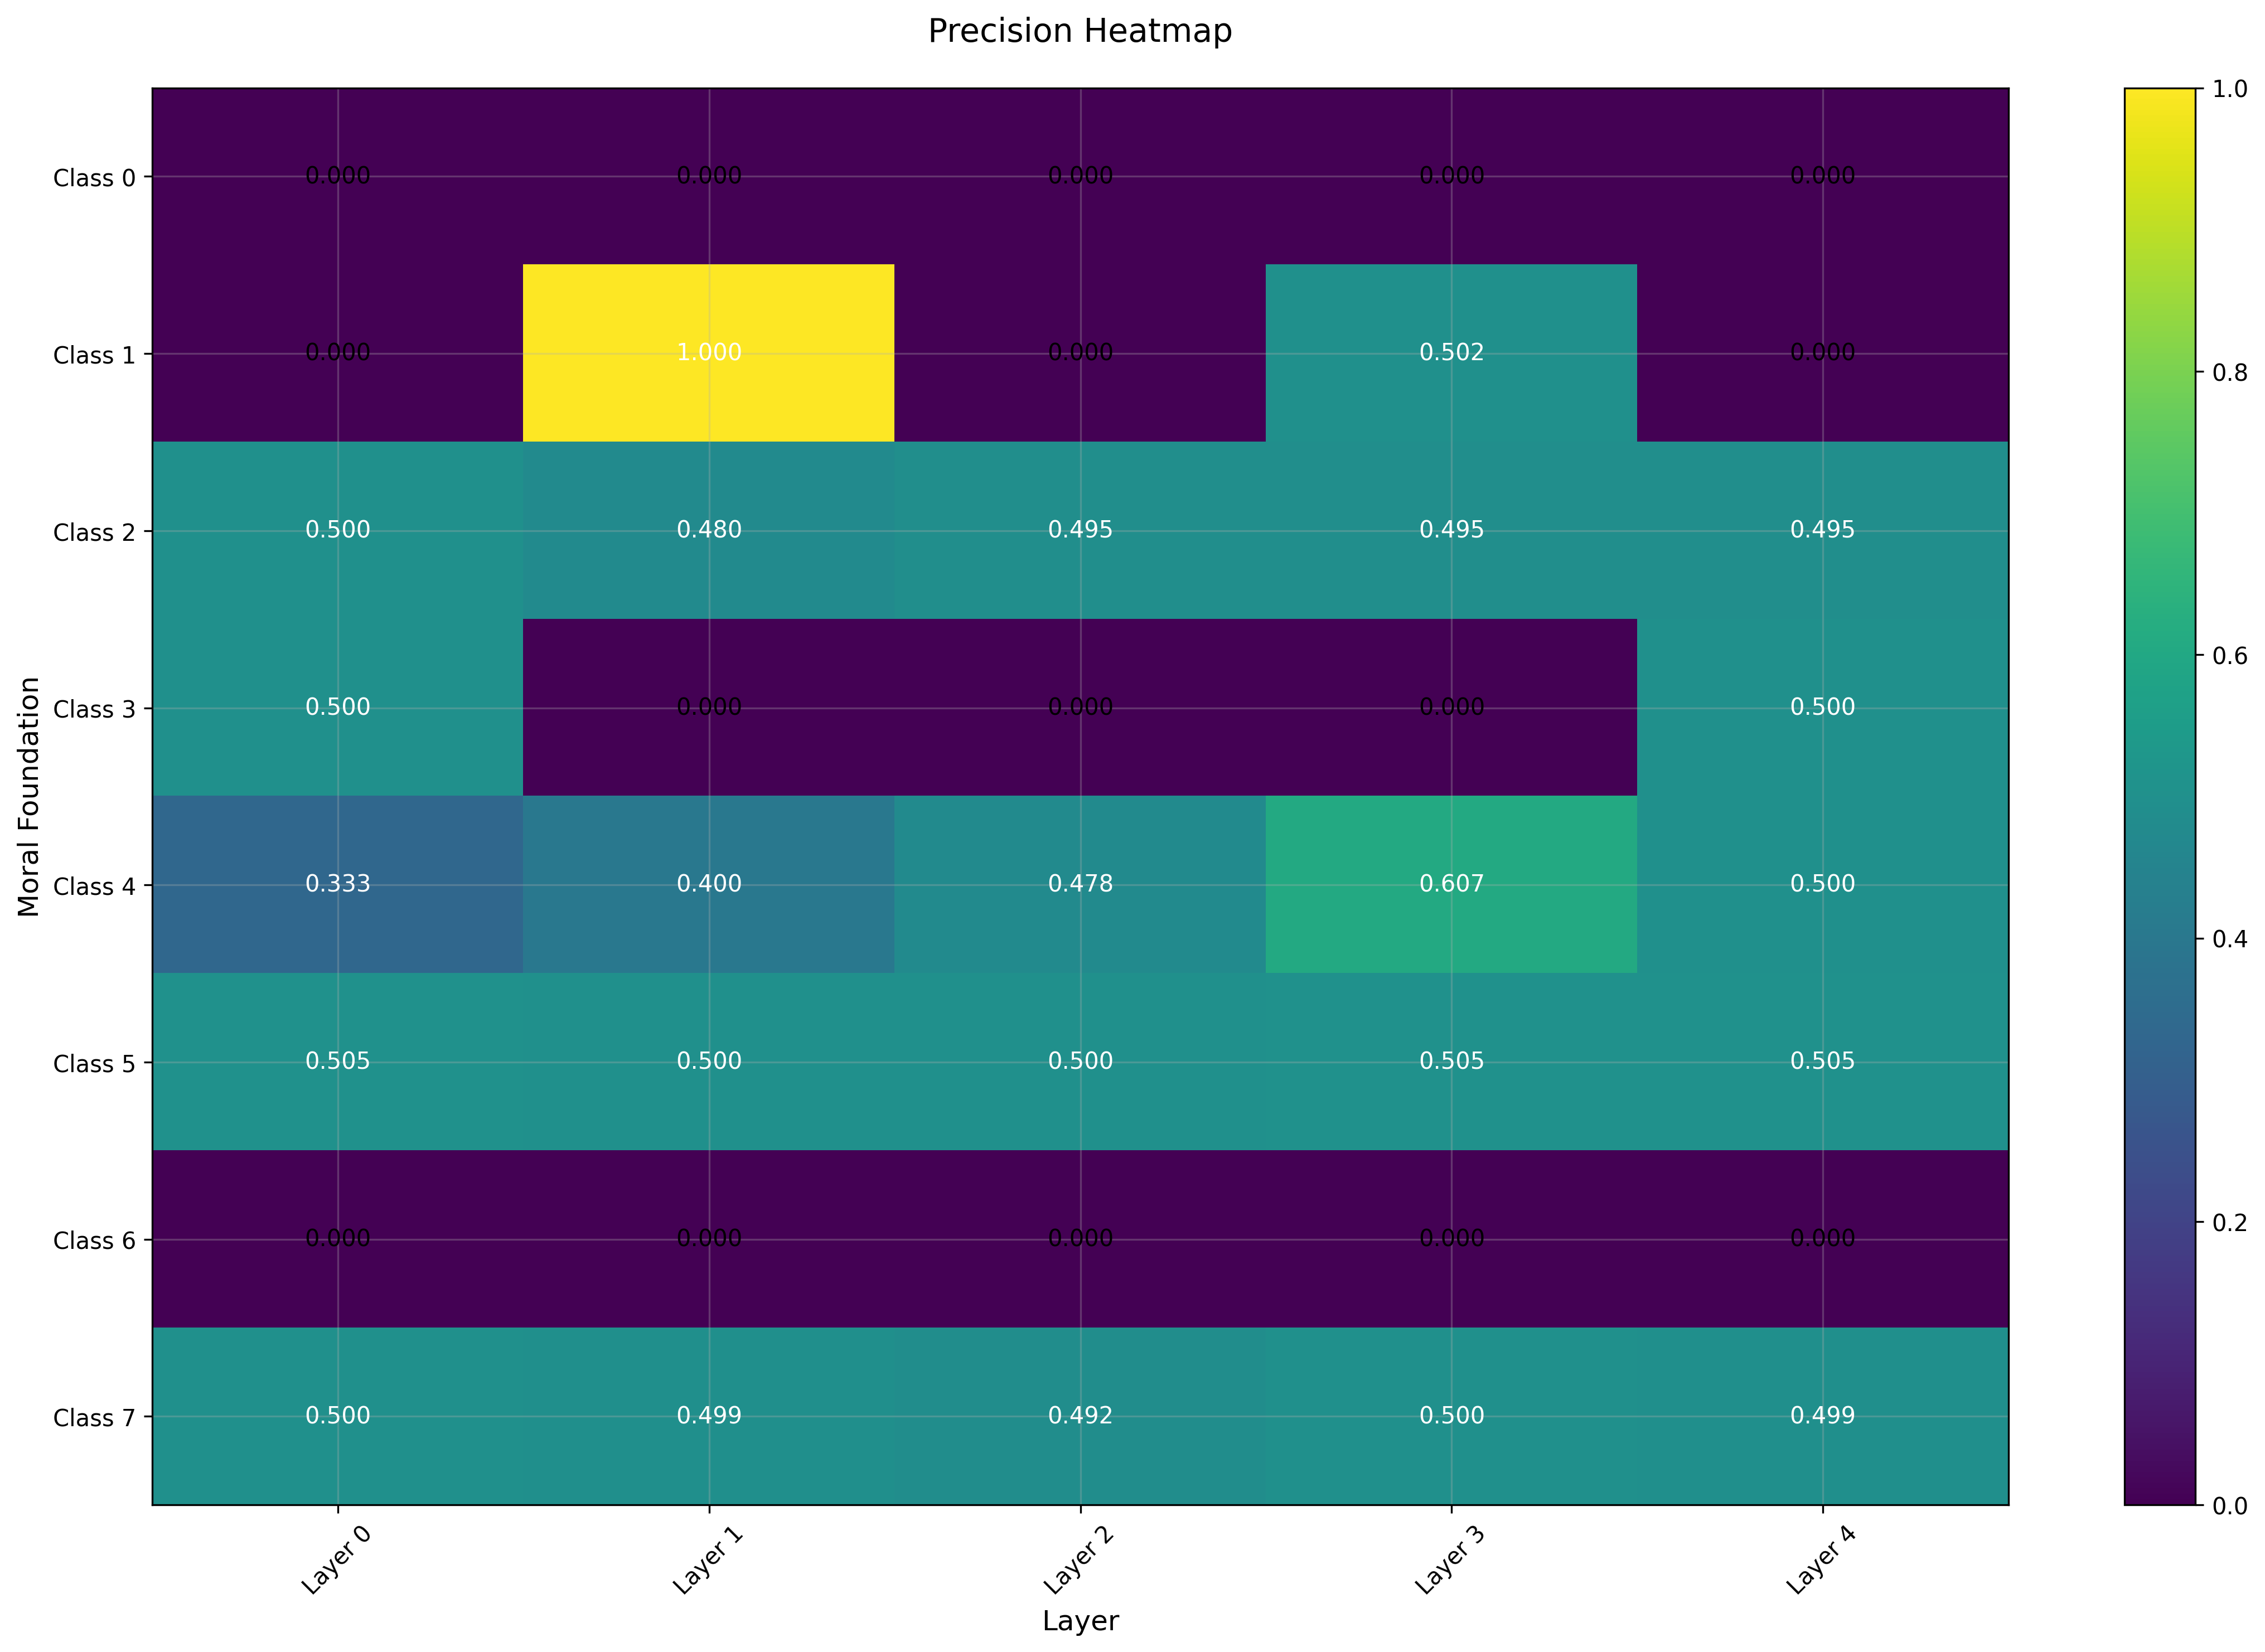 Precision Heatmap
1.0
Class 0 0.000 0.000 0.000 0.000 0.000
Class 1 0.000 1.000 0.000 0.502 0.000
0.8
Class 2 0.500 0.480 0.495 0.495 0.495
0.6
Class 3 0.500 0.000 0.000 0.000 0.500
Moral Foundation
Class 4 0.333 0.400 0.478 0.607 0.500
0.4
Class 5 0.505 0.500 0.500 0.505 0.505
0.2
Class 6 0.000 0.000 0.000 0.000 0.000
Class 7 0.500 0.499 0.492 0.500 0.499
0.0
Layer 0 Layer 1 Layer 2 Layer 3 Layer 4
Layer